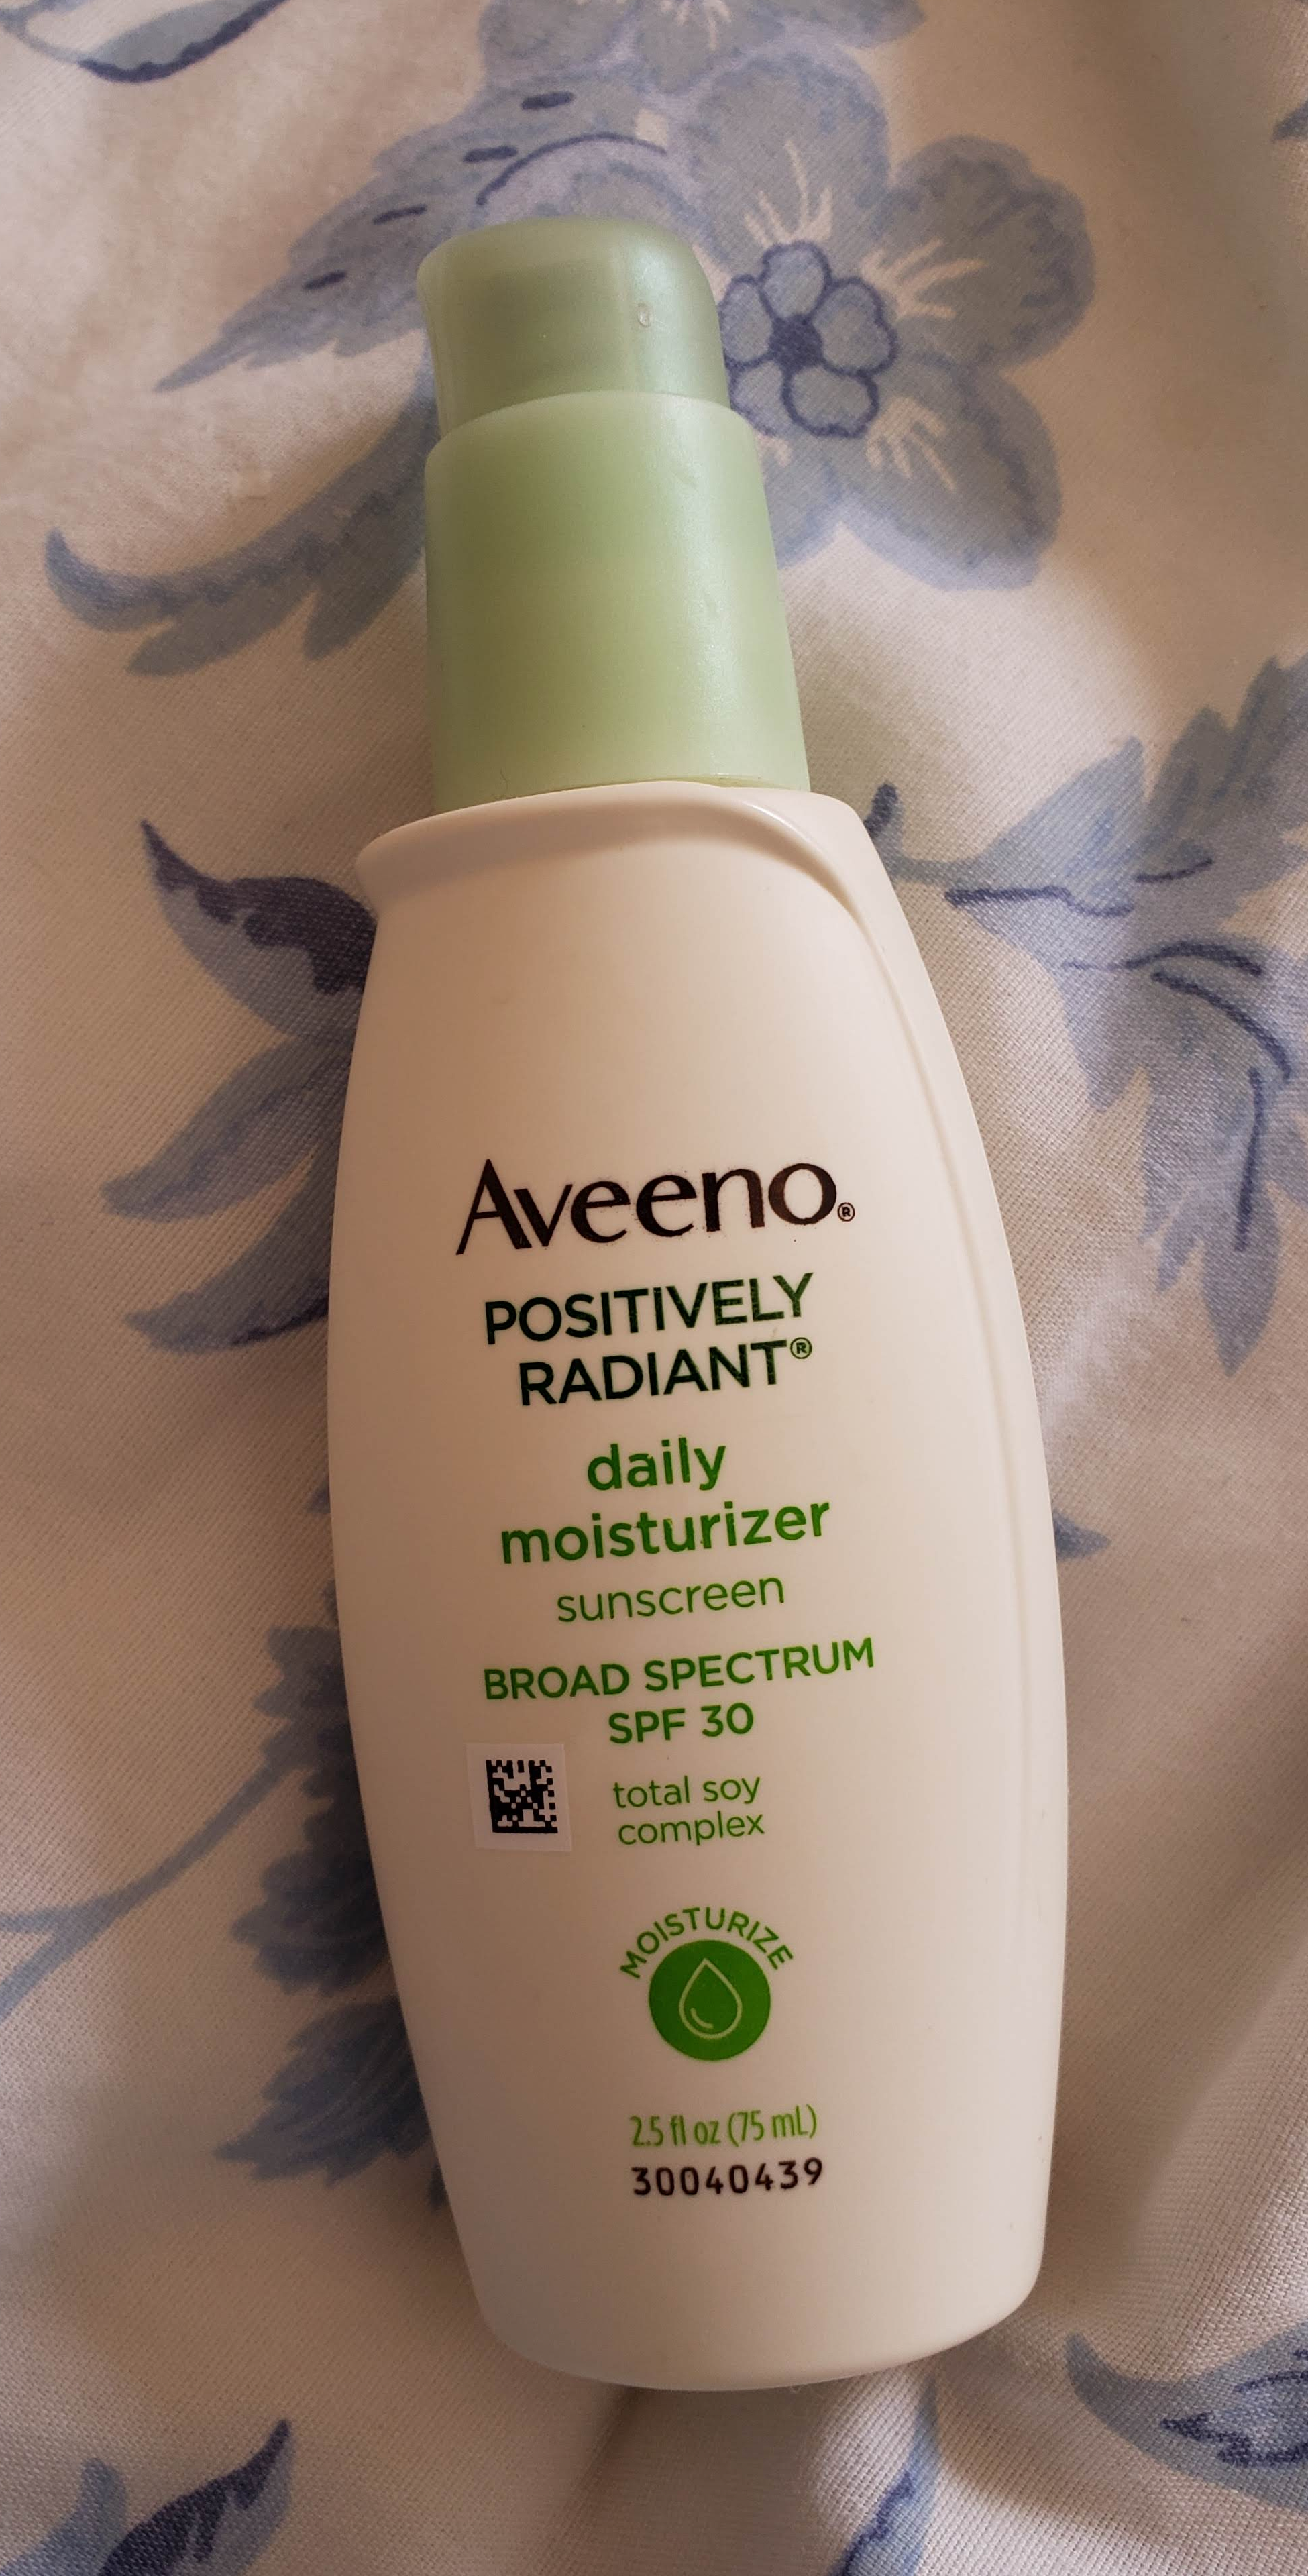 Aveeno®
POSITIVELY
RADIANT®
daily
moisturizer
sunscreen
BROAD SPECTRUM
SPF 30
total soy
complex
MOISTURIZE
2.5 fl oz (75 mL)
30040439